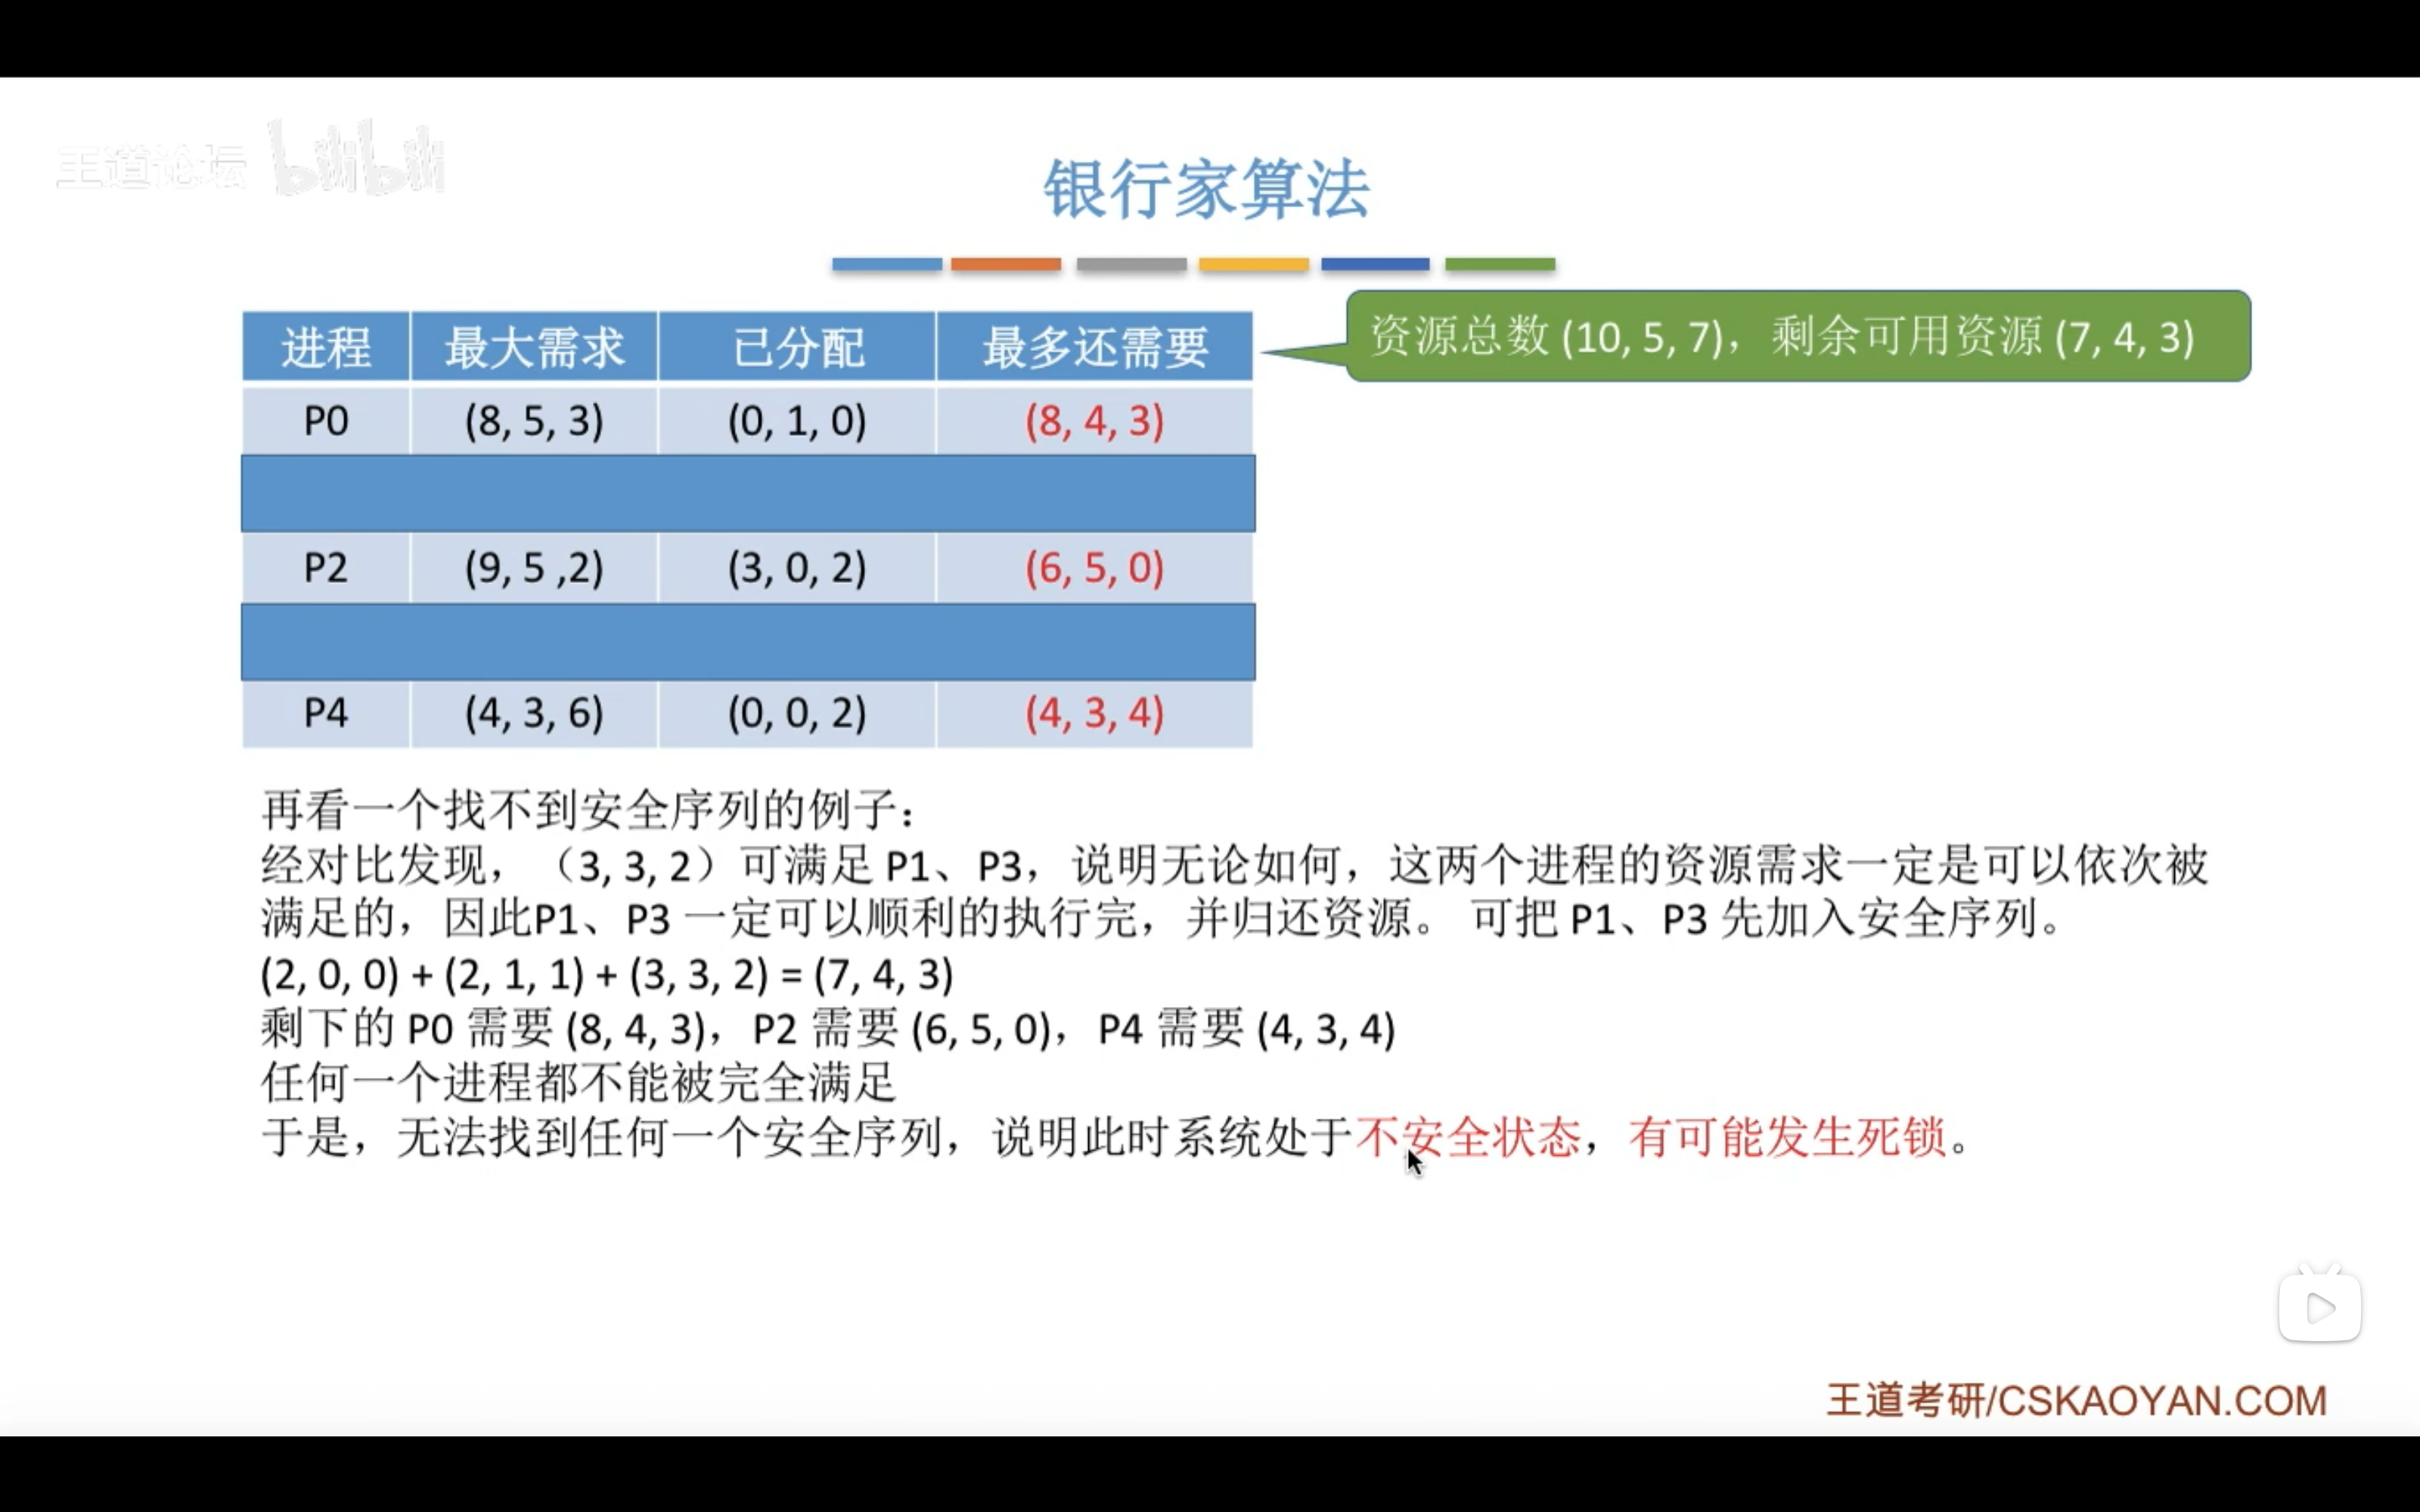 王道论坛 bilibili
银行家算法
资源总数 (10, 5, 7)，剩余可用资源 (7, 4, 3)
进程 最大需求 已分配 最多还需要
P0 (8, 5, 3) (0, 1, 0) (8, 4, 3)
P2 (9, 5 ,2) (3, 0, 2) (6, 5, 0)
P4 (4, 3, 6) (0, 0, 2) (4, 3, 4)
再看一个找不到安全序列的例子：
经对比发现，（3, 3, 2）可满足 P1、P3，说明无论如何，这两个进程的资源需求一定是可以依次被
满足的，因此P1、P3 一定可以顺利的执行完，并归还资源。 可把 P1、P3 先加入安全序列。
(2, 0, 0) + (2, 1, 1) + (3, 3, 2) = (7, 4, 3)
剩下的 P0 需要 (8, 4, 3)，P2 需要 (6, 5, 0)，P4 需要 (4, 3, 4)
任何一个进程都不能被完全满足
于是，无法找到任何一个安全序列，说明此时系统处于不安全状态，有可能发生死锁。
王道考研/CSKAOYAN.COM